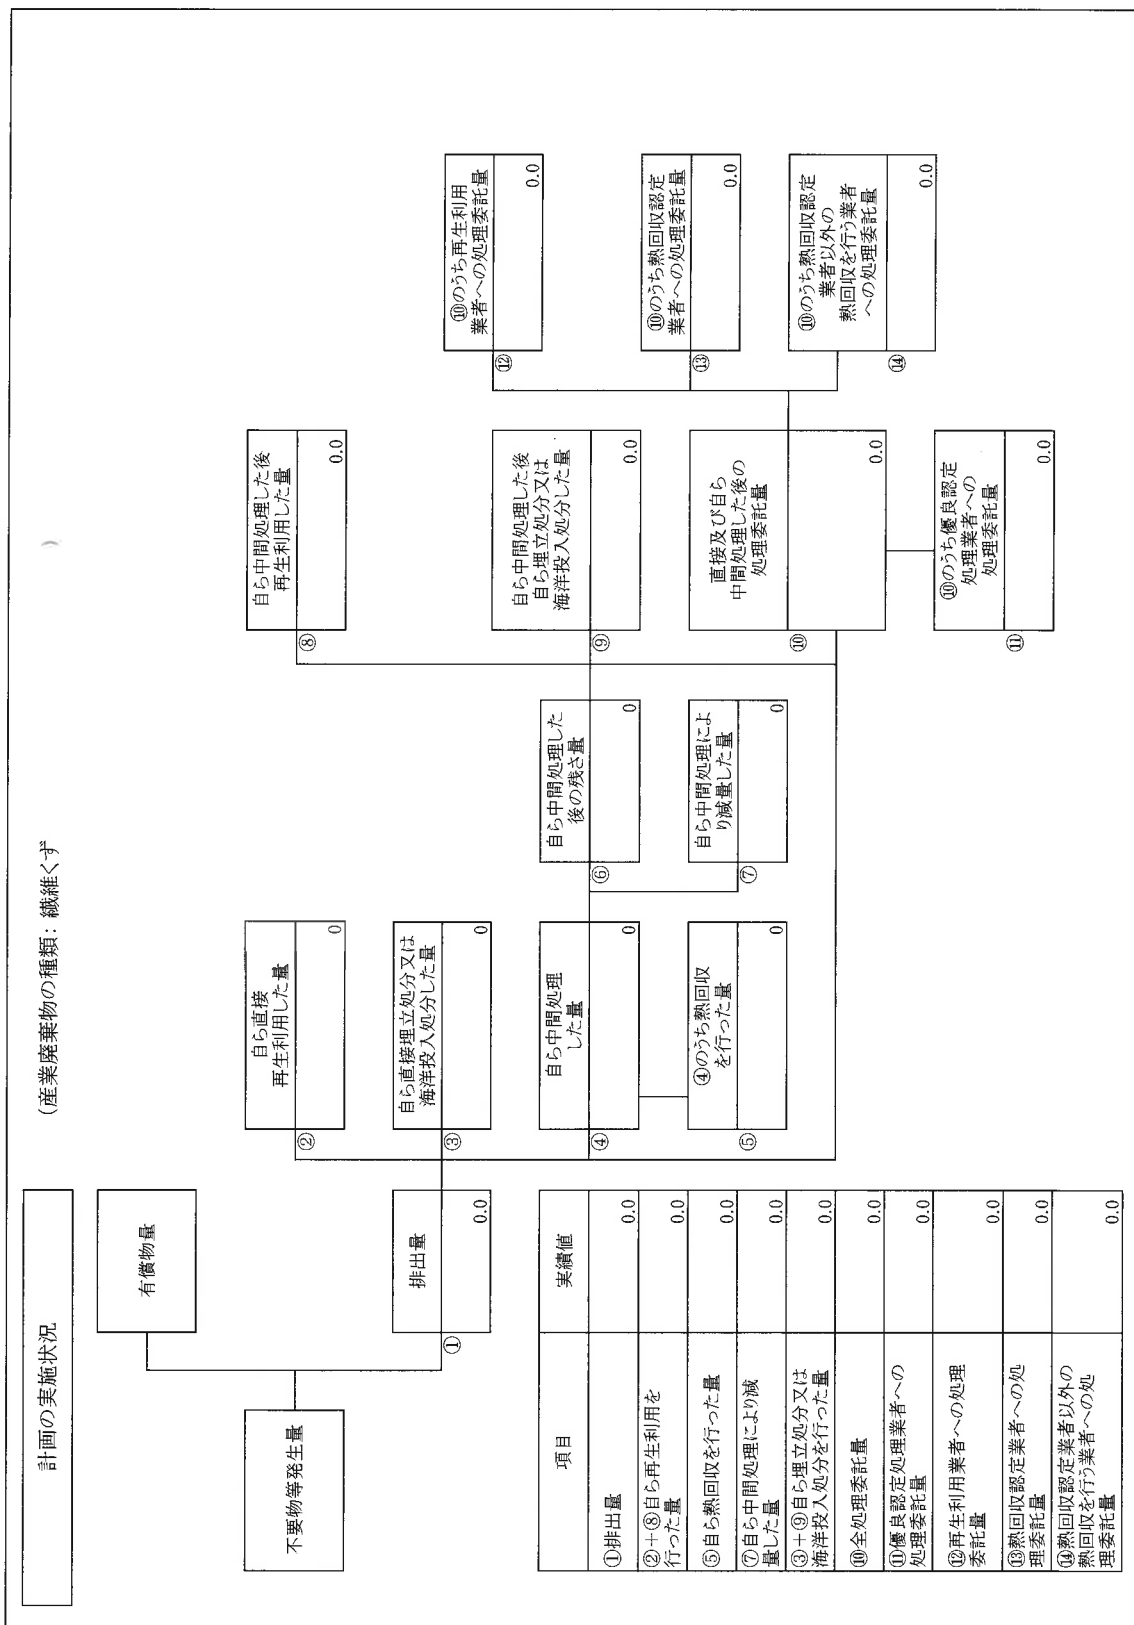 計画の実施状況
(産業廃棄物の種類：繊維くず
)
不要物等発生量
有償物量
①
排出量
0.0
②
自ら直接
再生利用した量
0
③
自ら直接埋立処分又は
海洋投入処分した量
0
④
自ら中間処理
した量
0
⑤
④のうち熱回収
を行った量
0
⑥
自ら中間処理した
後の残さ量
0
⑦
自ら中間処理によ
り減量した量
0
⑧
自ら中間処理した後
再生利用した量
0.0
⑨
自ら中間処理した後
自ら埋立処分又は
海洋投入処分した量
0.0
⑩
直接及び自ら
中間処理した後の
処理委託量
0.0
⑪
⑩のうち優良認定
処理業者への
処理委託量
0.0
⑫
⑩のうち再生利用
業者への処理委託量
0.0
⑬
⑩のうち熱回収認定
業者への処理委託量
0.0
⑭
⑩のうち熱回収認定
業者以外の
熱回収を行う業者
への処理委託量
0.0
項目 実績値
①排出量 0.0
②+⑧自ら再生利用を
行った量 0.0
⑤自ら熱回収を行った量 0.0
⑦自ら中間処理により減
量した量 0.0
③+⑨自ら埋立処分又は
海洋投入処分を行った量 0.0
⑩全処理委託量 0.0
⑪優良認定処理業者への
処理委託量 0.0
⑫再生利用業者への処理
委託量 0.0
⑬熱回収認定業者への処
理委託量 0.0
⑭熱回収認定業者以外の
熱回収を行う業者への処
理委託量 0.0